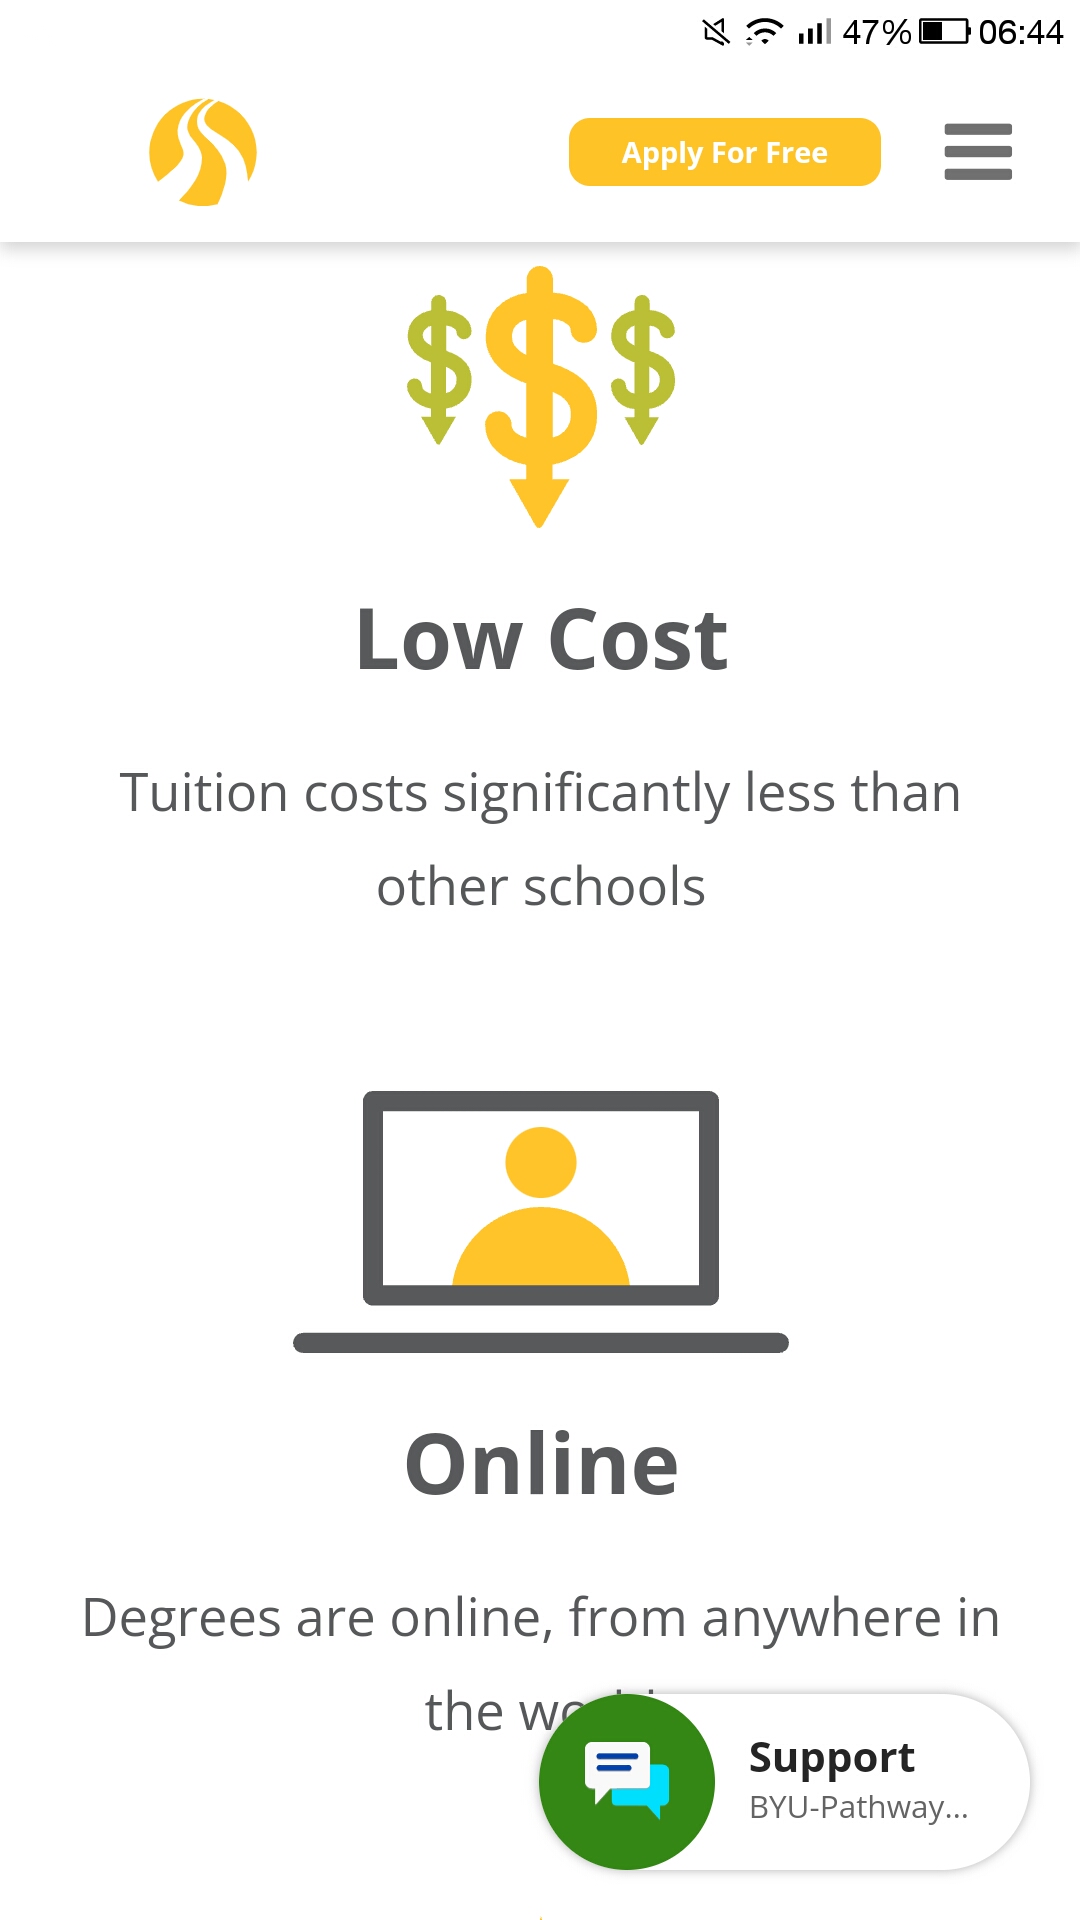 47% 06:44
Apply For Free
Low Cost
Tuition costs significantly less than
other schools
Online
Degrees are online, from anywhere in
the
Support
BYU-Pathway...